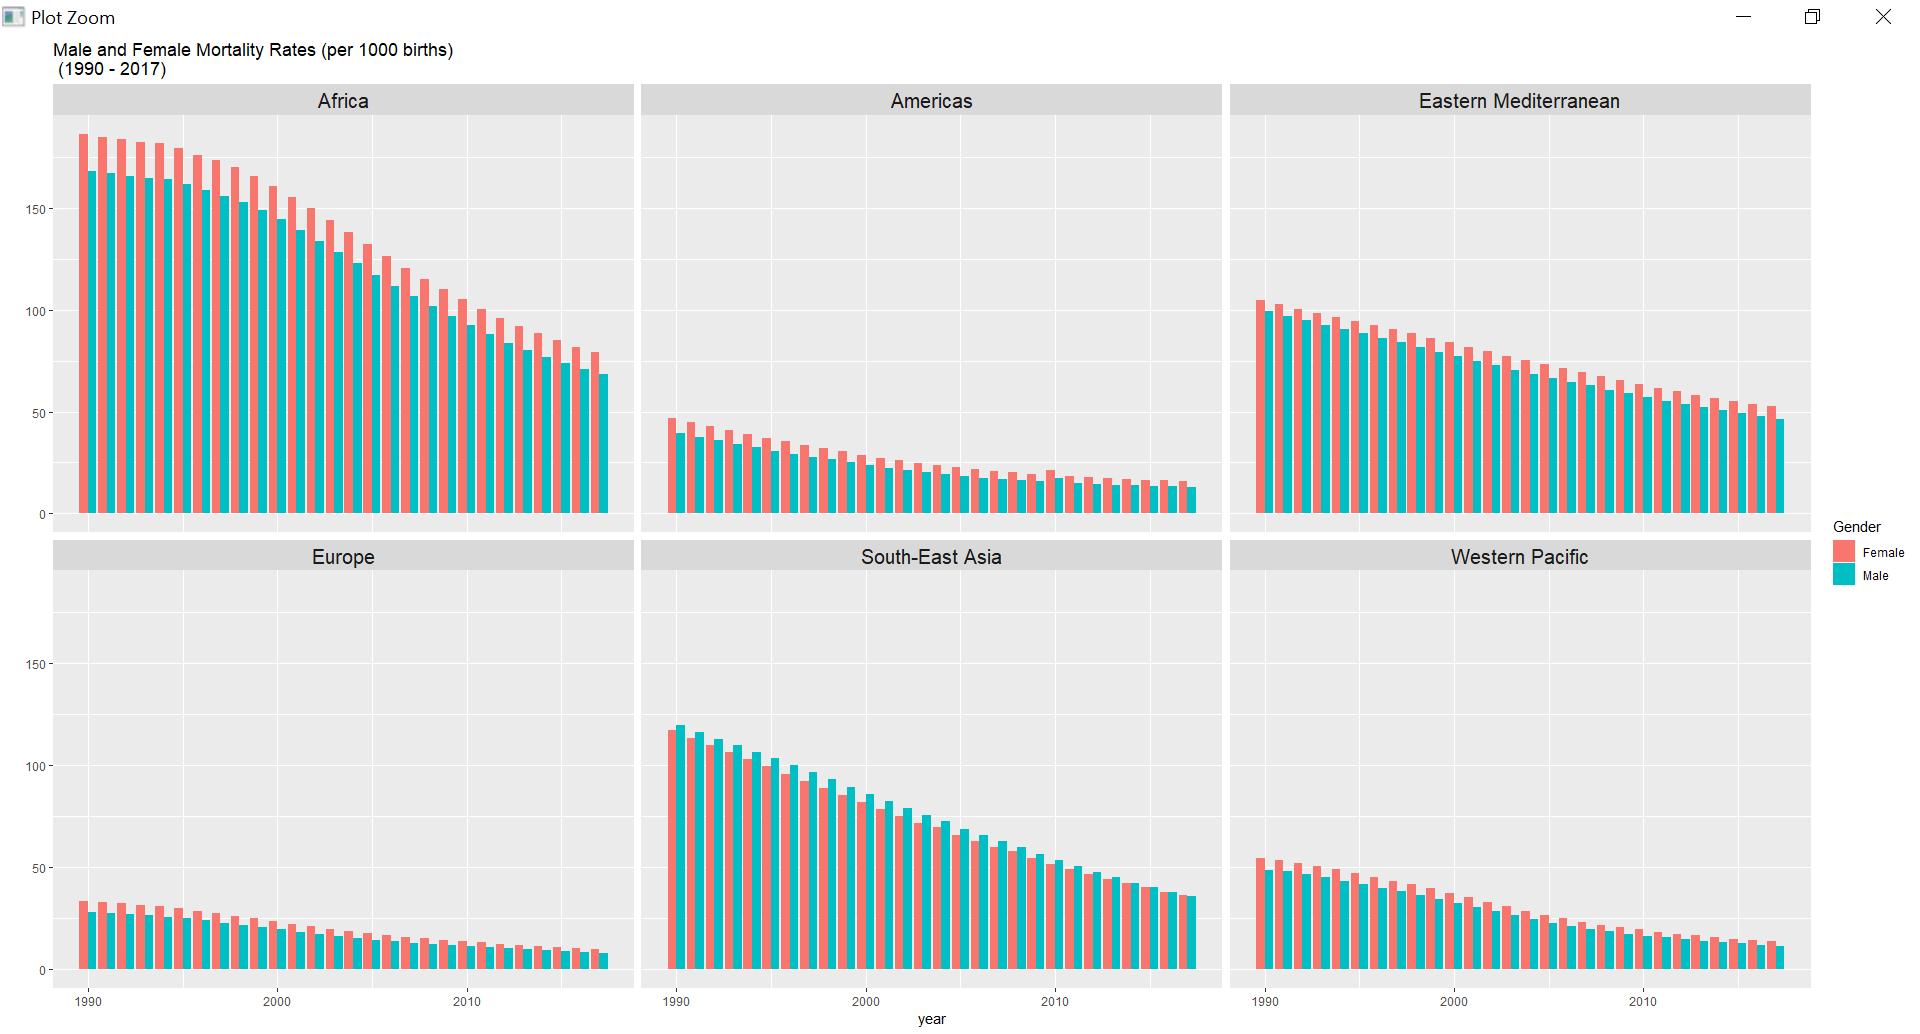 Plot Zoom
Male and Female Mortality Rates (per 1000 births)
(1990 - 2017)
Africa
Americas
Eastern Mediterranean
150
100
50
0
Europe
South-East Asia
Western Pacific
Gender
Female
Male
150
100
50
0
1990
2000
2010
1990
2000
2010
1990
2000
2010
year